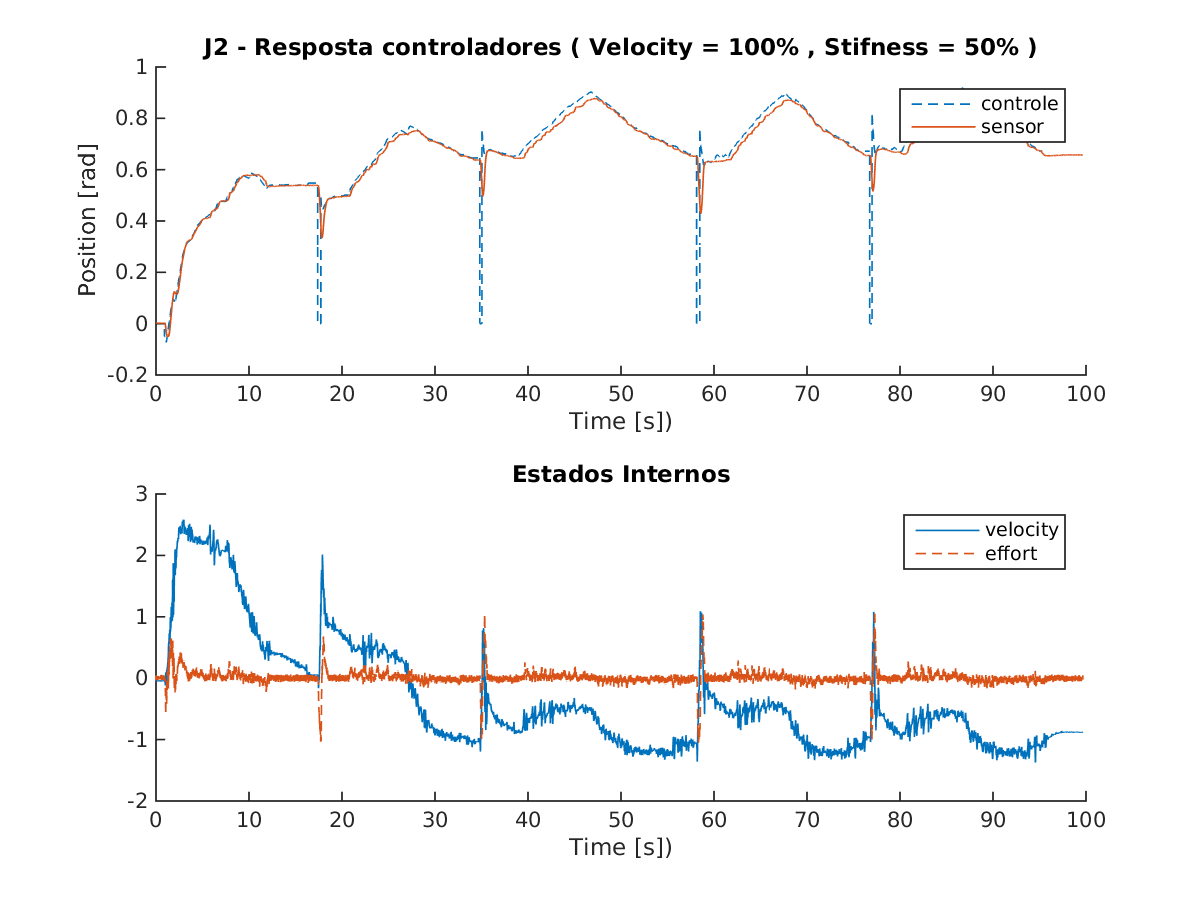 J2 - Resposta controladores ( Velocity = 100% , Stifness = 50% )
1
0.8
0.6
0.4
0.2
0
-0.2
Position [rad]
controle
sensor
0 10 20 30 40 50 60 70 80 90 100
Time [s])
Estados Internos
3
2
1
0
-1
-2
velocity
effort
0 10 20 30 40 50 60 70 80 90 100
Time [s])